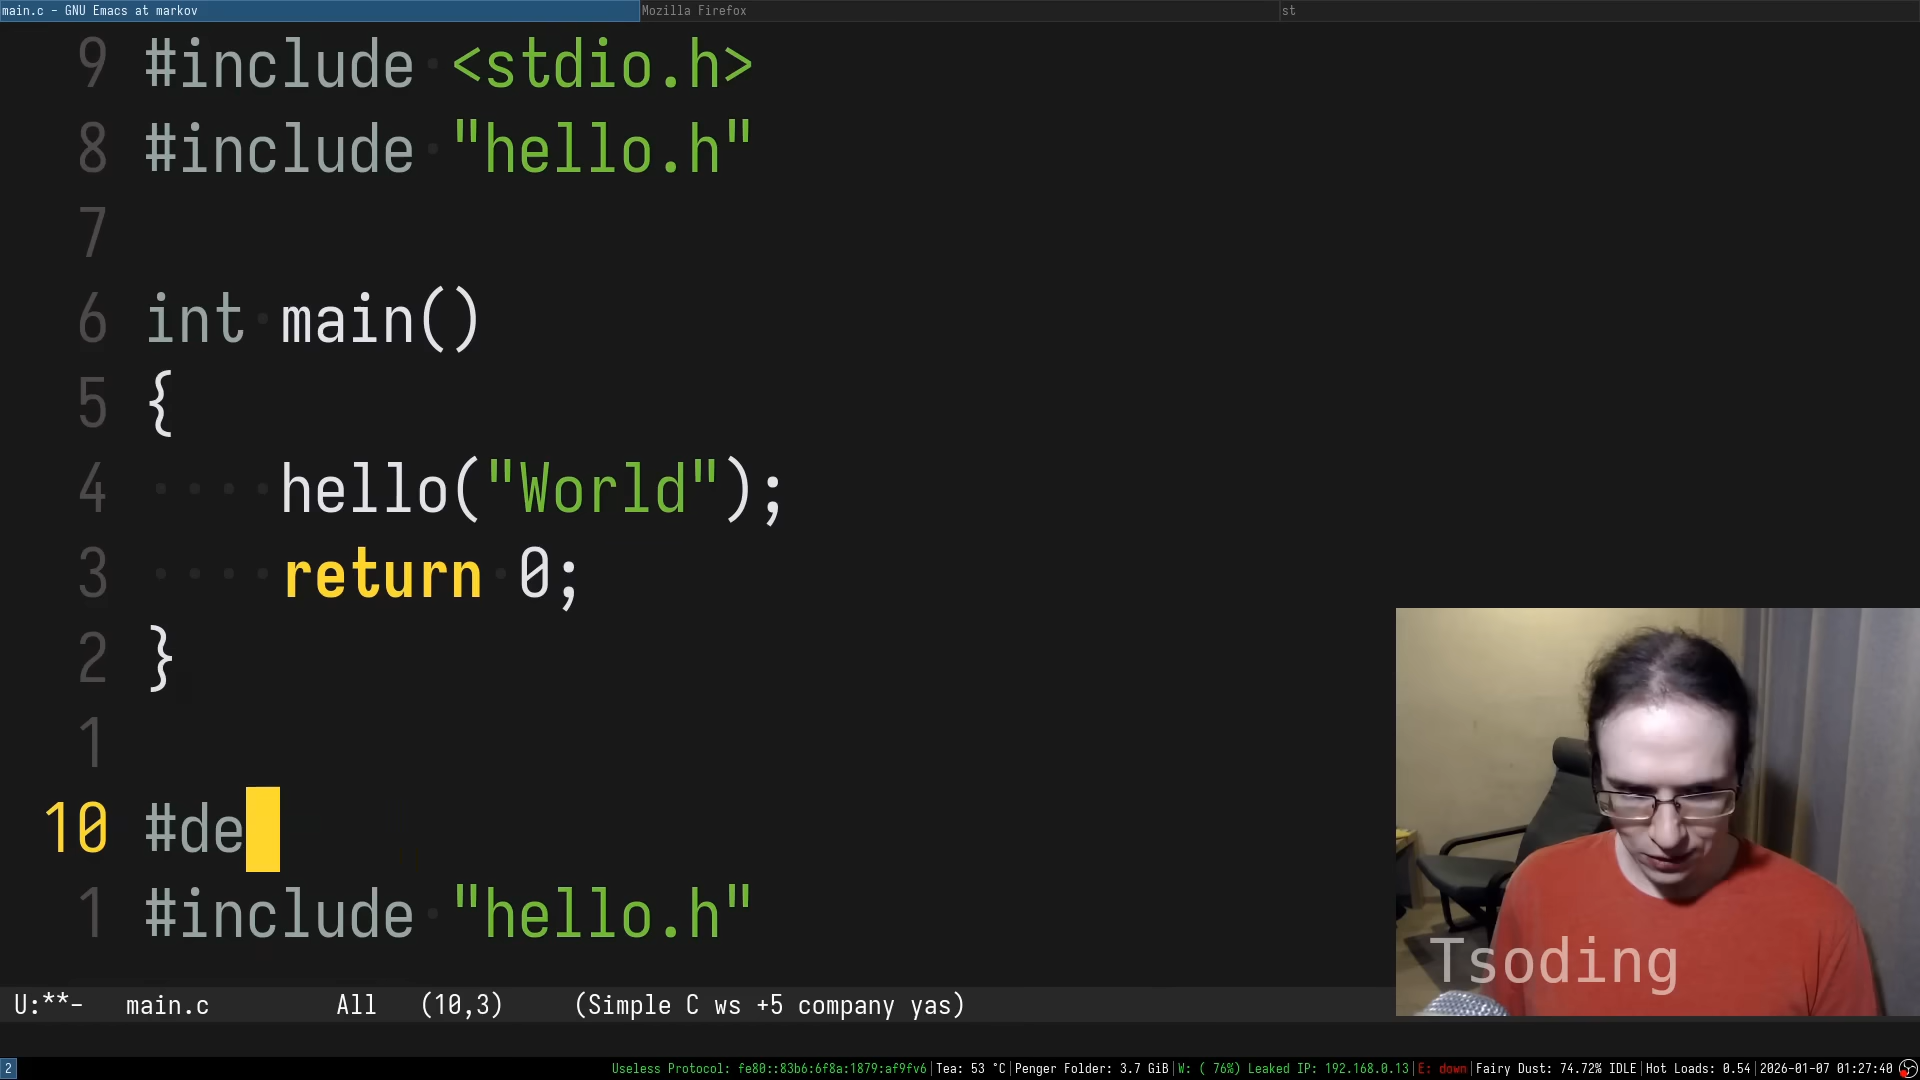 main.c - GNU Emacs at markov
Mozilla Firefox
st
9 #include <stdio.h>
8 #include "hello.h"
7
6 int main()
5 {
4 hello("World");
3 return 0;
2 }
1
10 #de
1 #include "hello.h"
Tsoding
U:**- main.c All (10,3) (Simple C ws +5 company yas)
2 Useless Protocol: fe80::83b6:6f8a:1879:af9fv6|Tea: 53 °C|Penger Folder: 3.7 GiB|W: ( 76%) Leaked IP: 192.168.0.13|E: down|Fairy Dust: 74.72% IDLE|Hot Loads: 0.54|2026-01-07 01:27:40